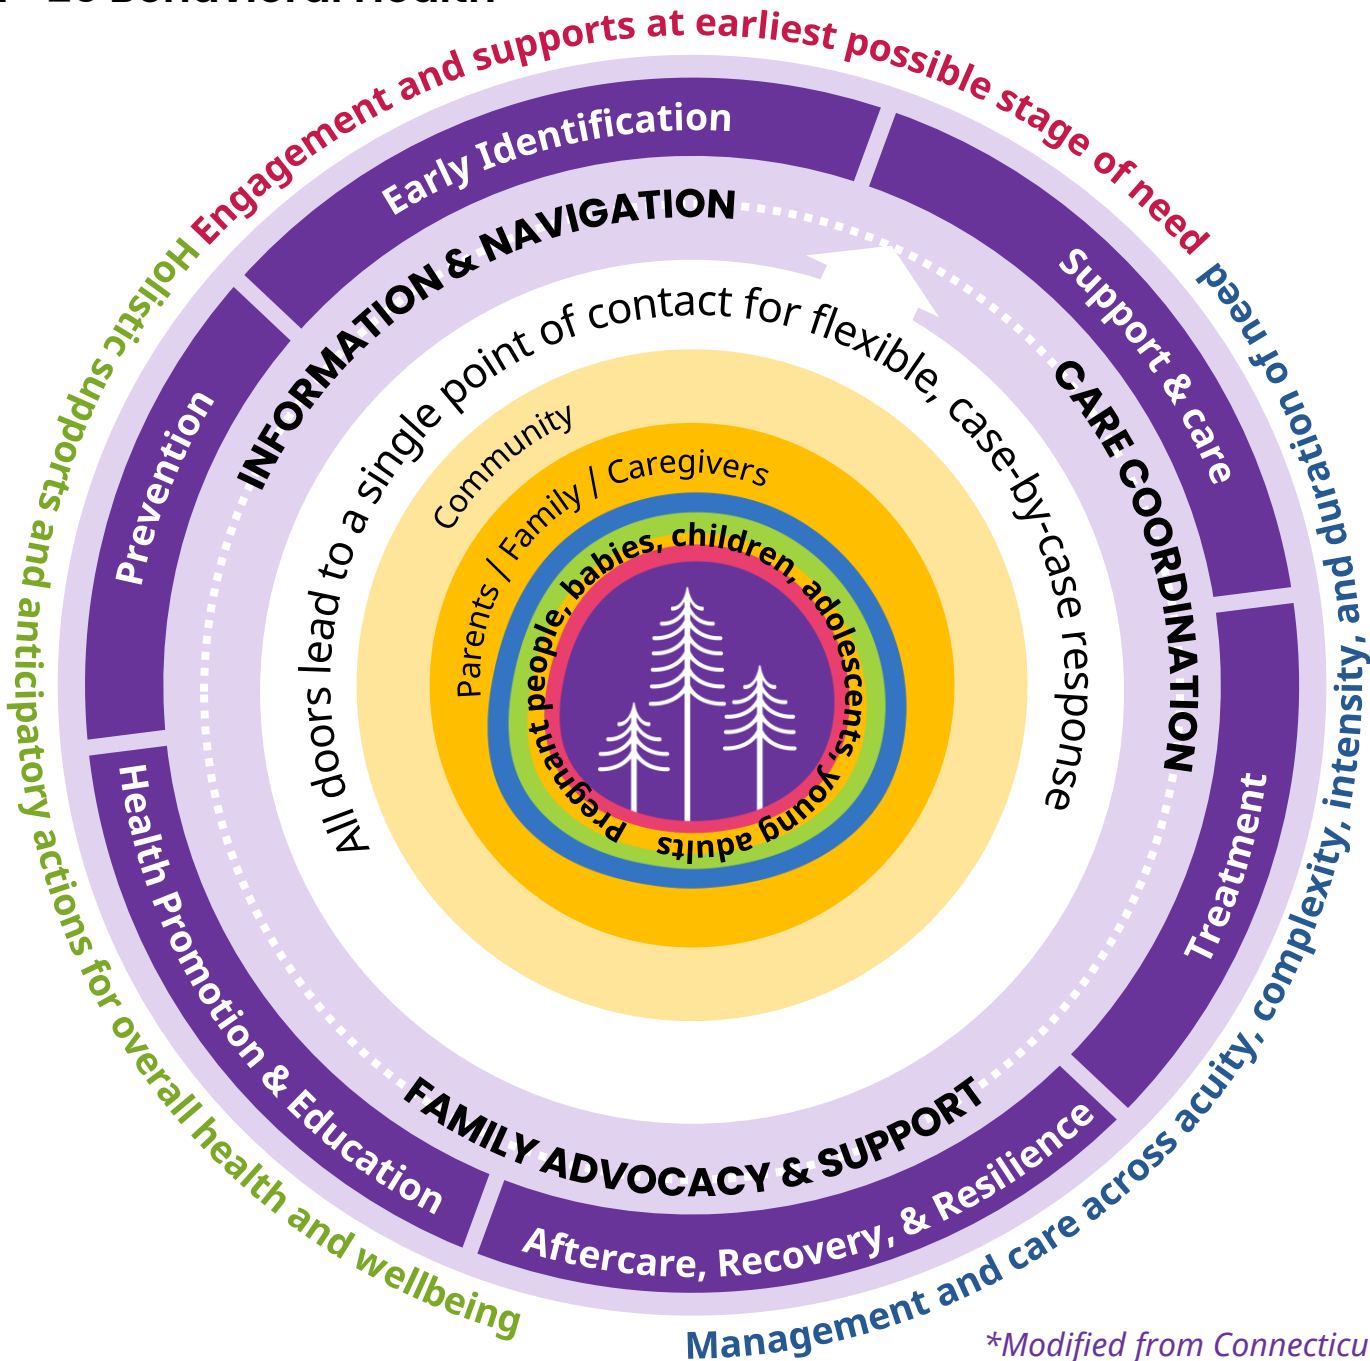 Behavioral Health
Engagement and supports at earliest possible stage of need
Holistic supports and anticipatory actions for overall health and wellbeing
Management and care across acuity, complexity, intensity, and duration of need
Early Identification
Support & care
Treatment
Aftercare, Recovery, & Resilience
Health Promotion & Education
Prevention
INFORMATION & NAVIGATION
CARE COORDINATION
FAMILY ADVOCACY & SUPPORT
All doors lead to a single point of contact for flexible, case-by-case response
Community
Parents / Family / Caregivers
Pregnant people, babies, children, adolescents, young adults
*Modified from Connecticu